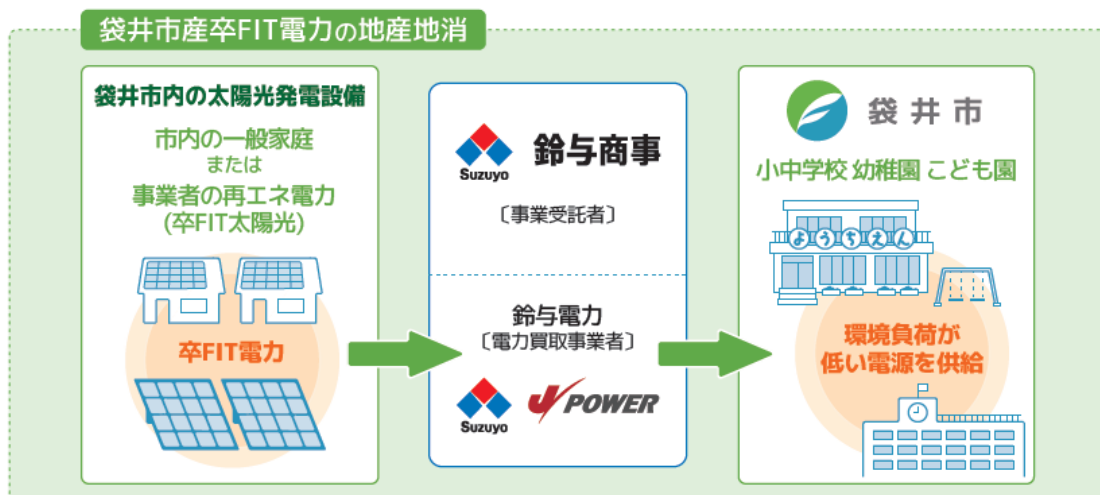 袋井市産卒FIT電力の地産地消
袋井市内の太陽光発電設備
市内の一般家庭
または
事業者の再エネ電力
(卒FIT太陽光)
卒FIT電力
Suzuyo
鈴与商事
〔事業受託者〕
鈴与電力
〔電力買取事業者〕
Suzuyo
J POWER
袋井市
小中学校 幼稚園 こども園
ようちえん
環境負荷が
低い電源を供給